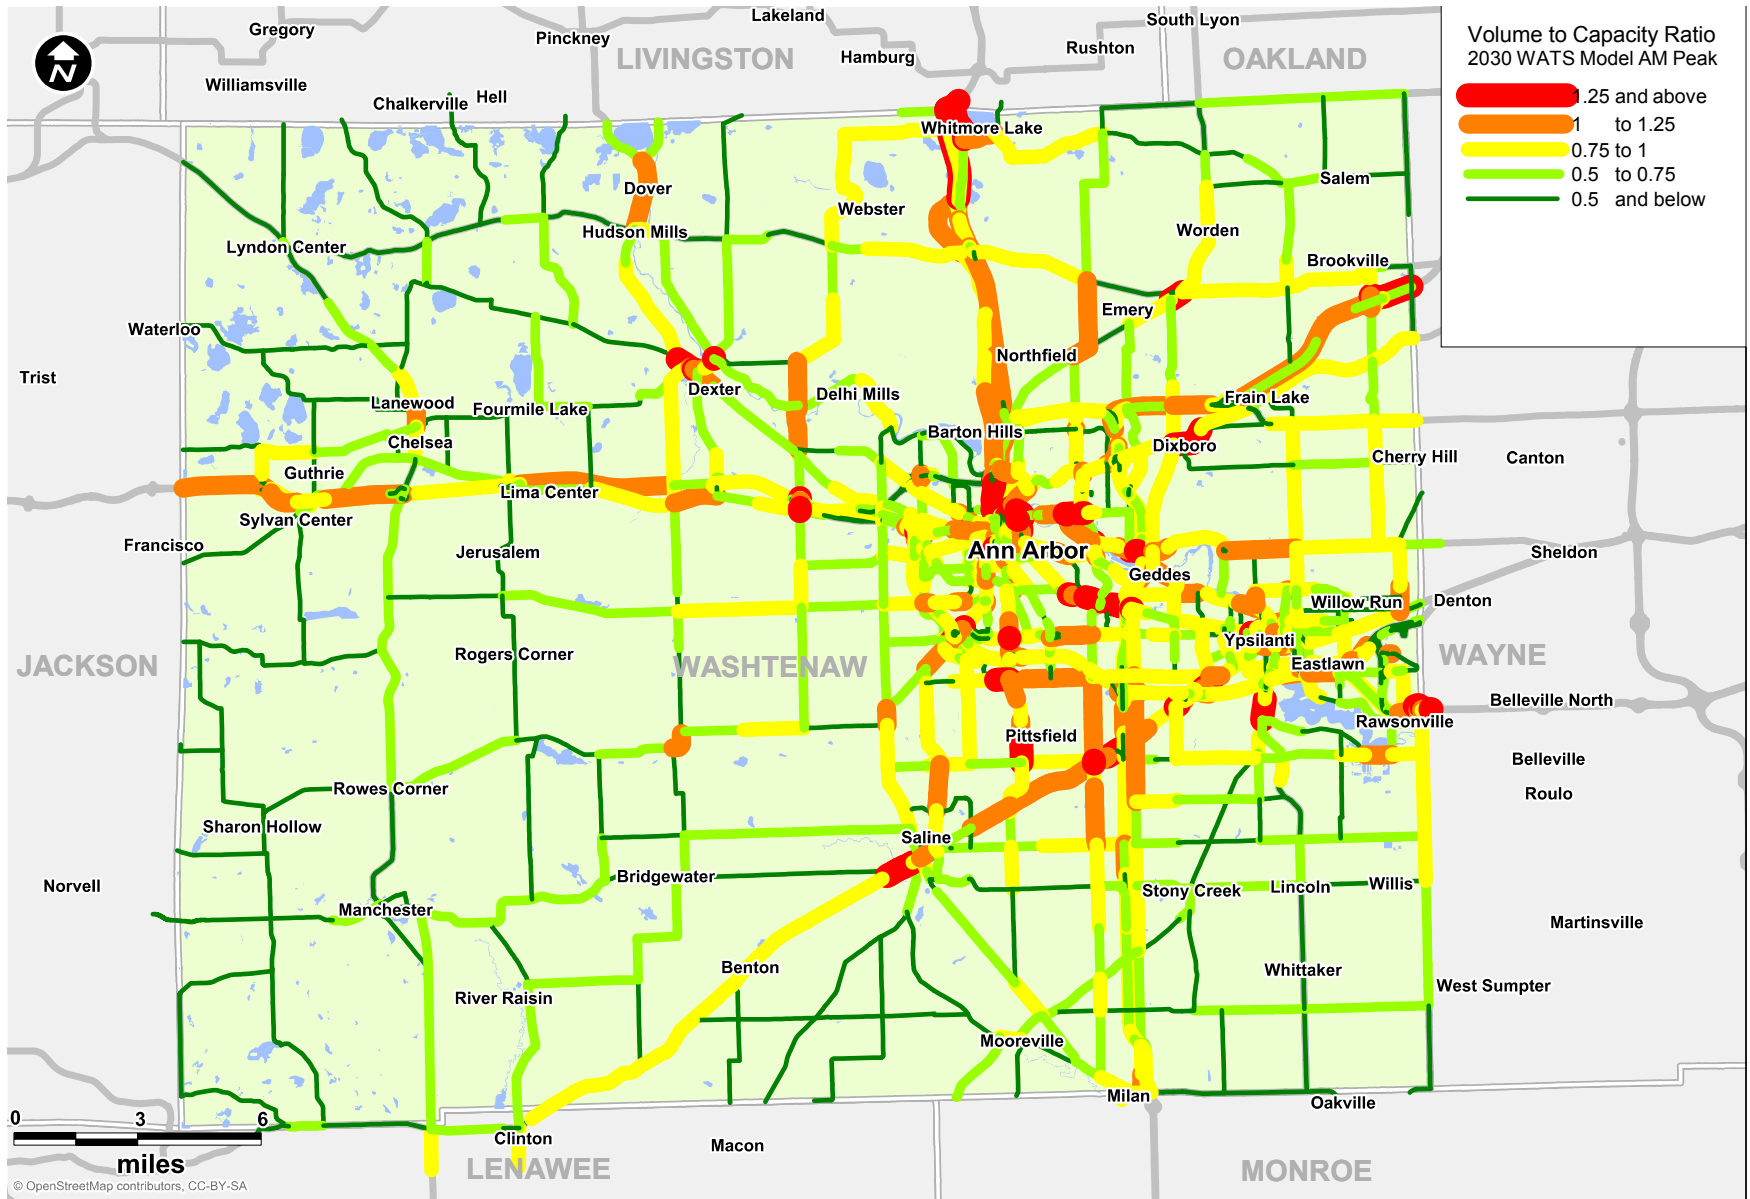 Lakeland
South Lyon
Gregory
Pinckney
Rushton
LIVINGSTON
Hamburg
OAKLAND
Volume to Capacity Ratio
2030 WATS Model AM Peak
1.25 and above
1 to 1.25
0.75 to 1
0.5 to 0.75
0.5 and below
N
Williamsville
Chalkerville
Hell
Whitmore Lake
Dover
Salem
Webster
Hudson Mills
Worden
Lyndon Center
Brookville
Emery
Waterloo
Northfield
Trist
Dexter
Delhi Mills
Frain Lake
Lanewood
Fourmile Lake
Chelsea
Barton Hills
Dixboro
Cherry Hill
Canton
Guthrie
Lima Center
Sylvan Center
Francisco
Jerusalem
Ann Arbor
Sheldon
Geddes
Willow Run
Denton
Ypsilanti
JACKSON
Rogers Corner
WASHTENAW
Eastlawn
WAYNE
Belleville North
Rawsonville
Pittsfield
Belleville
Rowes Corner
Roulo
Sharon Hollow
Saline
Norvell
Bridgewater
Stony Creek
Lincoln
Willis
Manchester
Martinsville
Benton
Whittaker
River Raisin
West Sumpter
Mooreville
Milan
Oakville
0 3 6
miles
Clinton
Macon
LENAWEE
MONROE
© OpenStreetMap contributors, CC-BY-SA